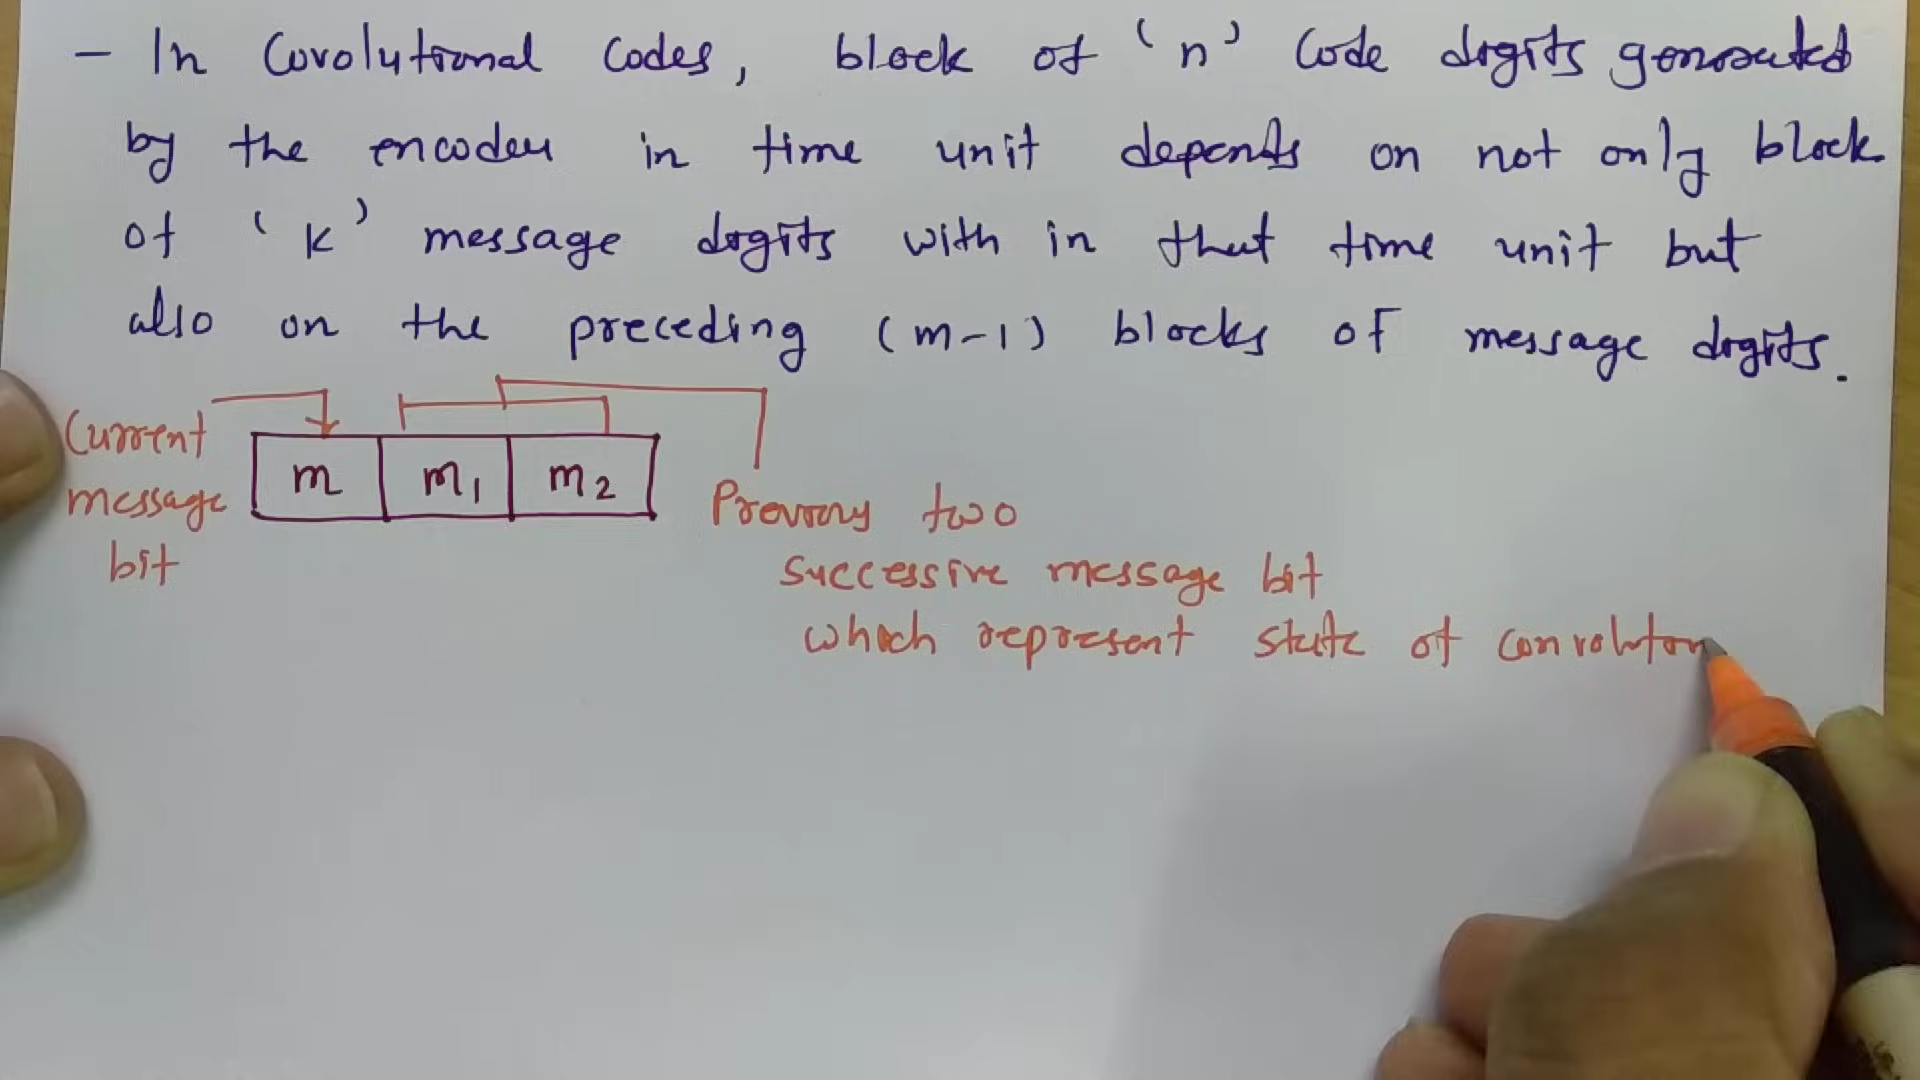 - In Covolutional Codes, block of 'n' Code digits generated
by the encoder in time unit depends on not only block
of 'k' message digits with in that time unit but
also on the preceding (m-1) blocks of message digits.
Current
message
bit
m m1 m2
Previous two
successive message bit
which represent state of convolution